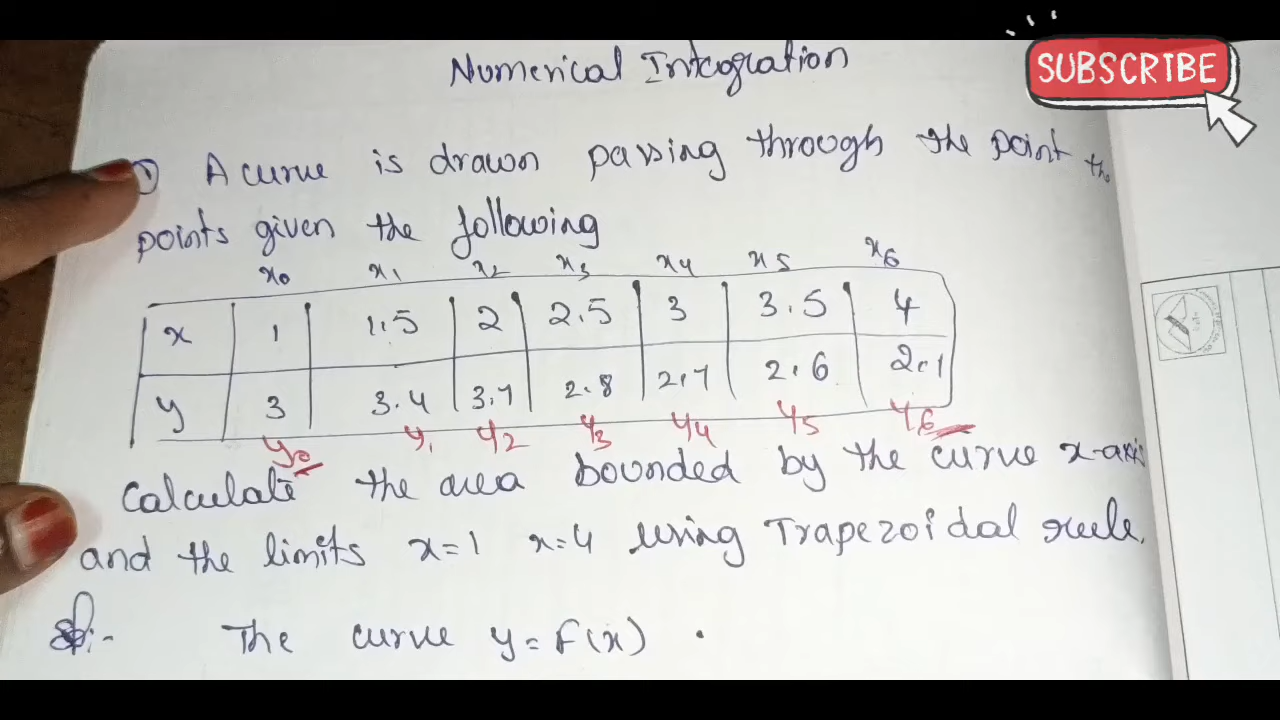 SUBSCRIBE
Numerical Integration
1) A curve is drawn passing through the point the
points given the following
x0 x1 x2 x3 x4 x5 x6
x 1 1.5 2 2.5 3 3.5 4
y 3 3.4 3.7 2.8 2.7 2.6 2.1
y0 y1 y2 y3 y4 y5 y6
Calculate the area bounded by the curve x-axis
and the limits x=1 x=4 using Trapezoidal rule.
Sol:- The curve y=f(x)